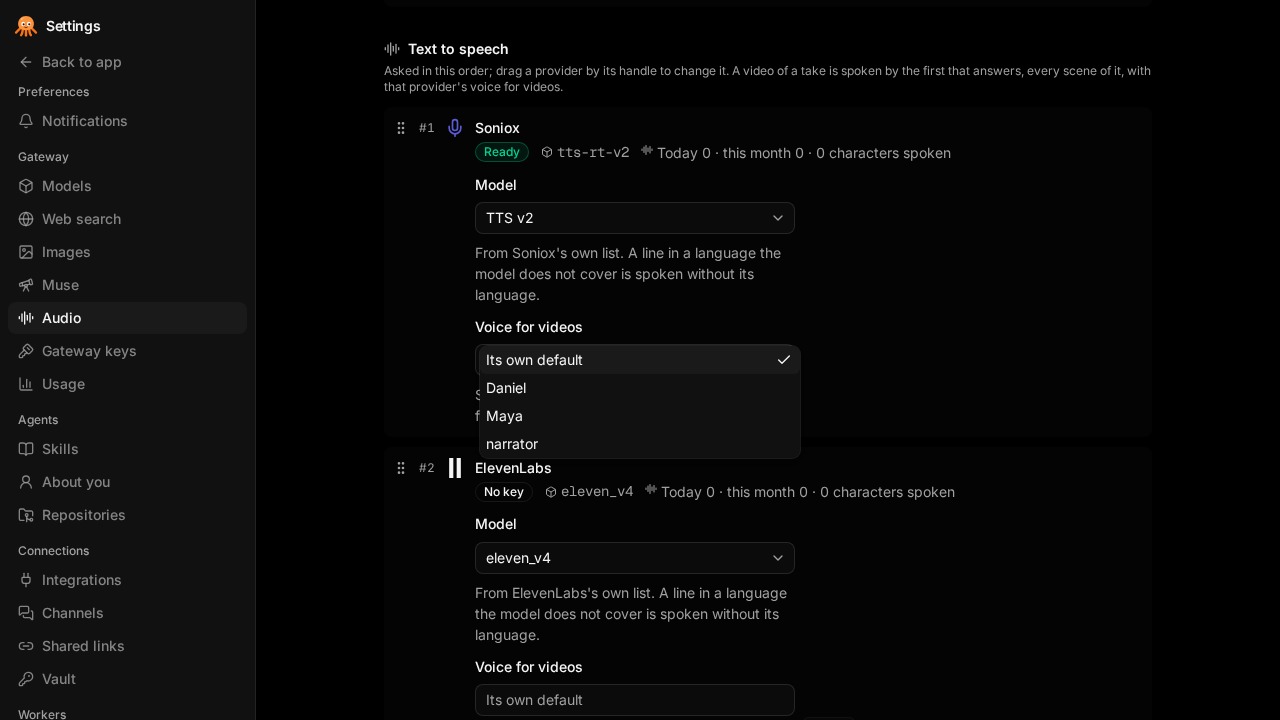 Settings
Back to app
Preferences
Notifications
Gateway
Models
Web search
Images
Muse
Audio
Gateway keys
Usage
Agents
Skills
About you
Repositories
Connections
Integrations
Channels
Shared links
Vault
Workers
Text to speech
Asked in this order; drag a provider by its handle to change it. A video of a take is spoken by the first that answers, every scene of it, with
that provider's voice for videos.
#1
Soniox
Ready
tts-rt-v2
Today 0 · this month 0 · 0 characters spoken
Model
TTS v2
From Soniox's own list. A line in a language the
model does not cover is spoken without its
language.
Voice for videos
Its own default
Daniel
Maya
narrator
#2
ElevenLabs
No key
eleven_v4
Today 0 · this month 0 · 0 characters spoken
Model
eleven_v4
From ElevenLabs's own list. A line in a language
the model does not cover is spoken without its
language.
Voice for videos
Its own default